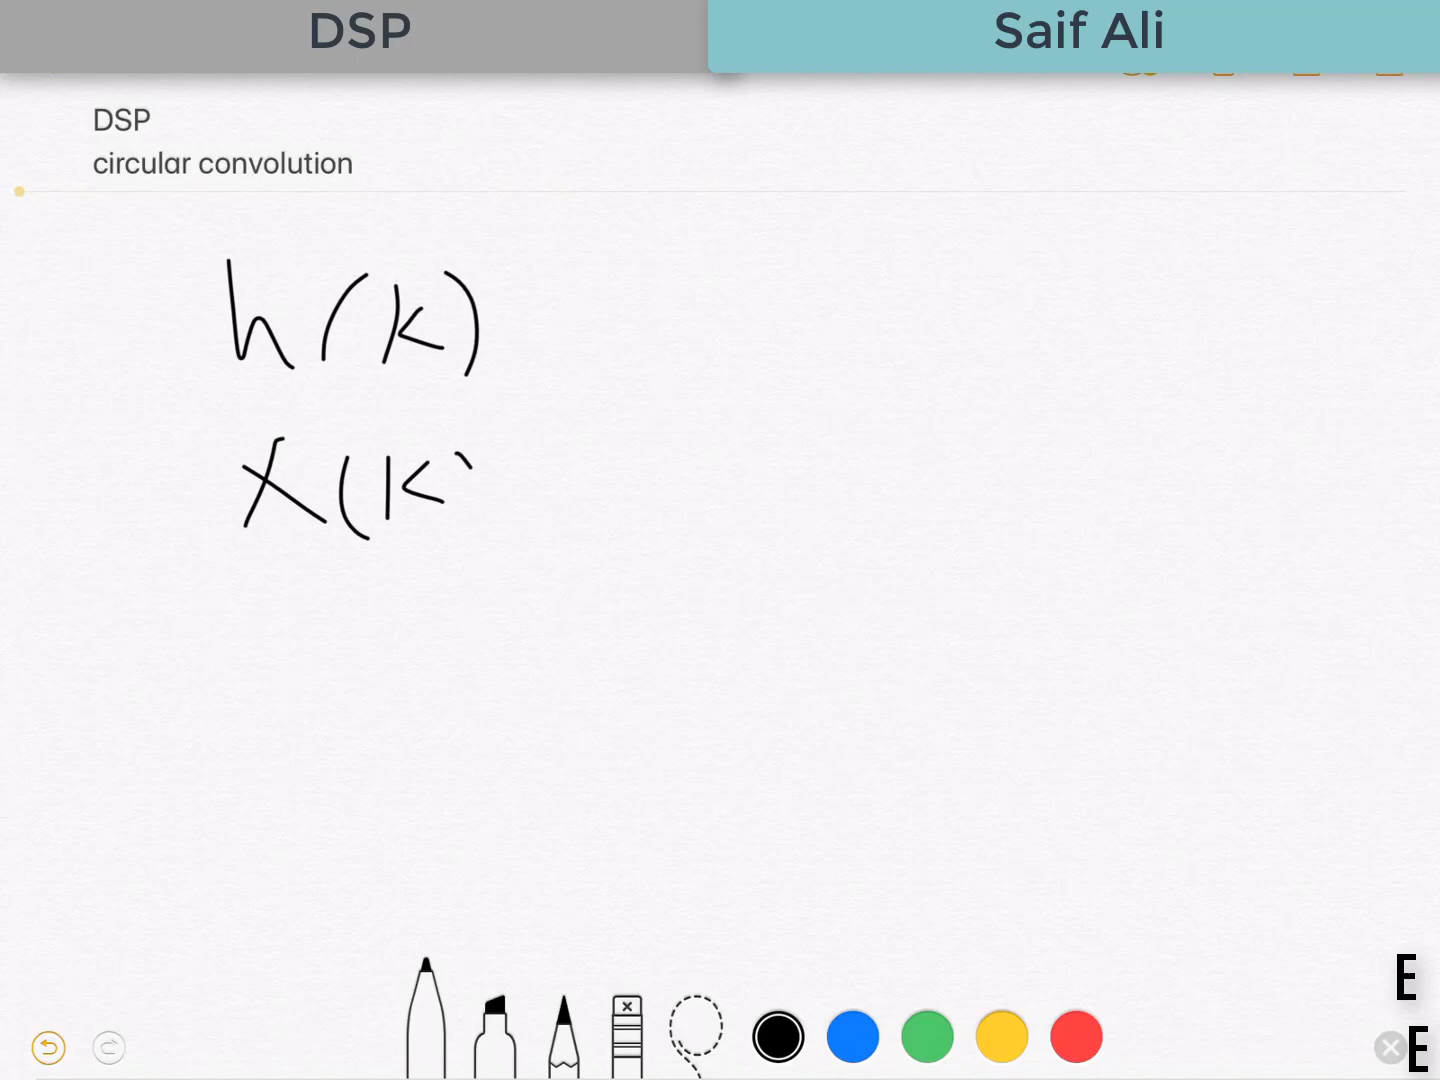 DSP
Saif Ali
DSP
circular convolution
h(k)
x(k)
E
E